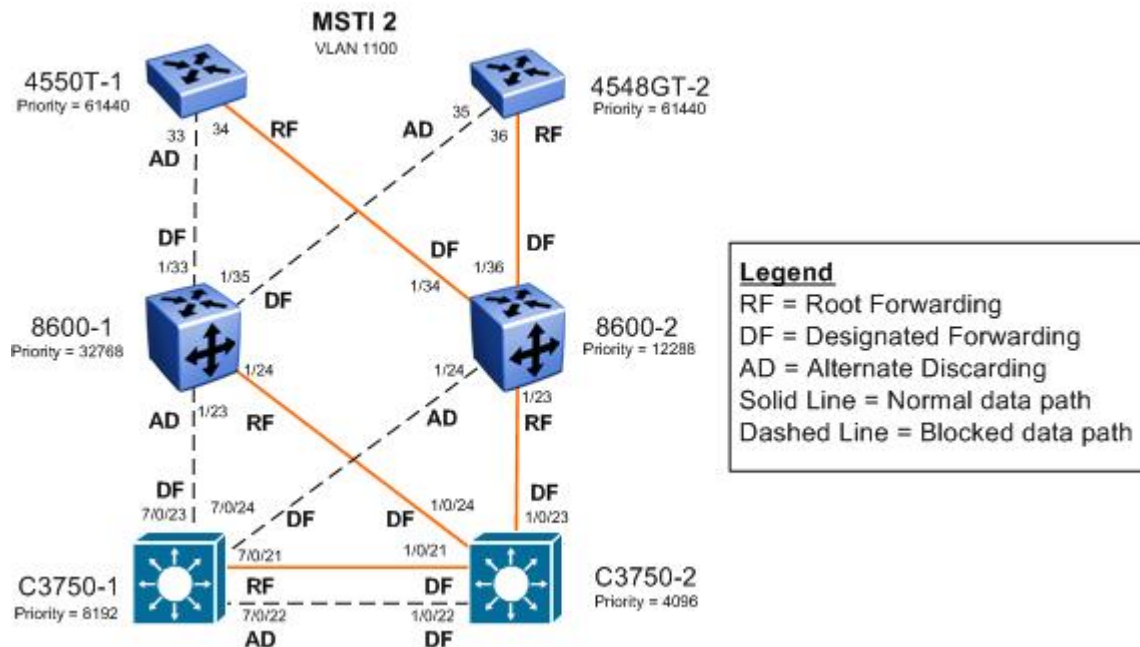 MSTI 2
VLAN 1100
4550T-1
Priority = 61440
4548GT-2
Priority = 61440
33
34
RF
AD
35
36
AD
RF
DF
1/33
1/35
DF
DF
1/34
1/36
DF
8600-1
Priority = 32768
8600-2
Priority = 12288
1/24
1/23
AD
RF
1/24
1/23
AD
RF
DF
7/0/23
7/0/24
DF
1/0/24
DF
DF
1/0/23
7/0/21
1/0/21
RF
DF
7/0/22
1/0/22
AD
DF
C3750-1
Priority = 8192
C3750-2
Priority = 4096
Legend
RF = Root Forwarding
DF = Designated Forwarding
AD = Alternate Discarding
Solid Line = Normal data path
Dashed Line = Blocked data path